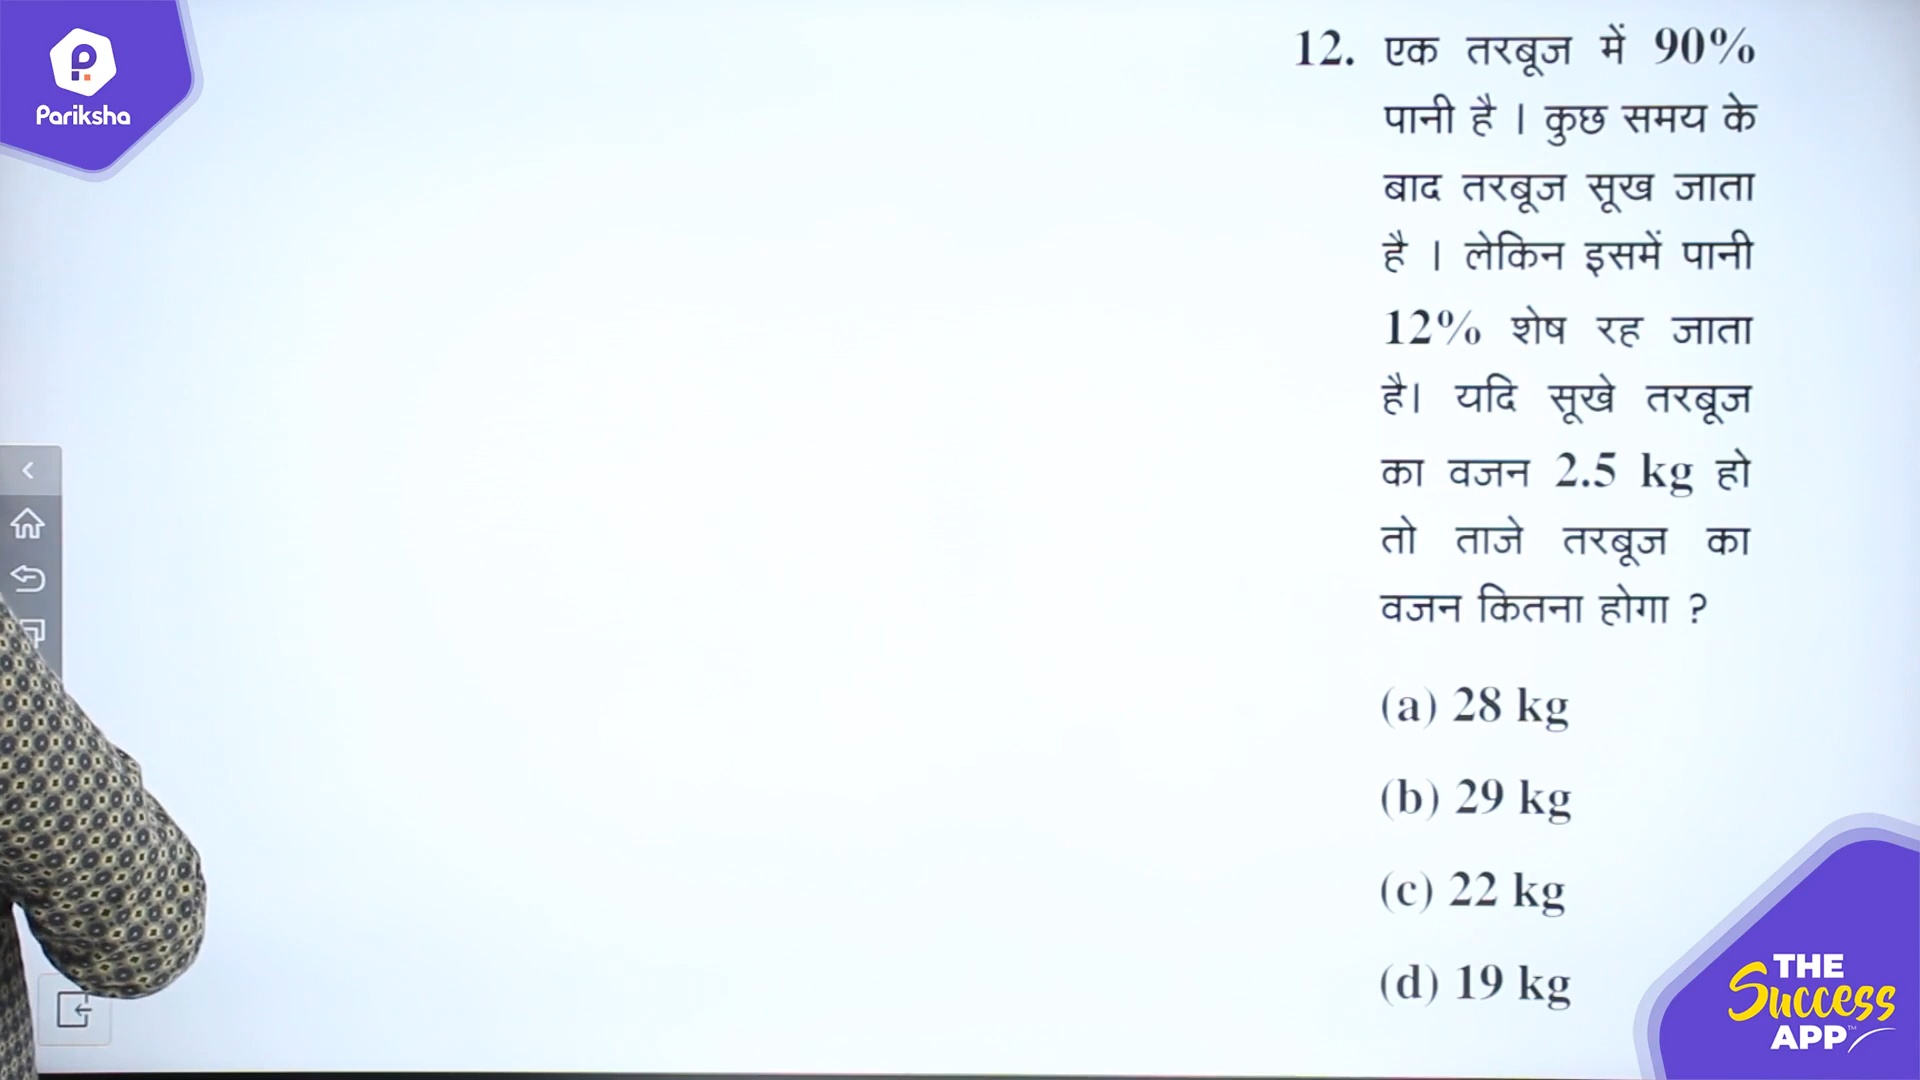 Pariksha
12. एक तरबूज में 90%
पानी है । कुछ समय के
बाद तरबूज सूख जाता
है । लेकिन इसमें पानी
12% शेष रह जाता
है। यदि सूखे तरबूज
का वजन 2.5 kg हो
तो ताजे तरबूज का
वजन कितना होगा ?
(a) 28 kg
(b) 29 kg
(c) 22 kg
(d) 19 kg
THE
Success
APP™